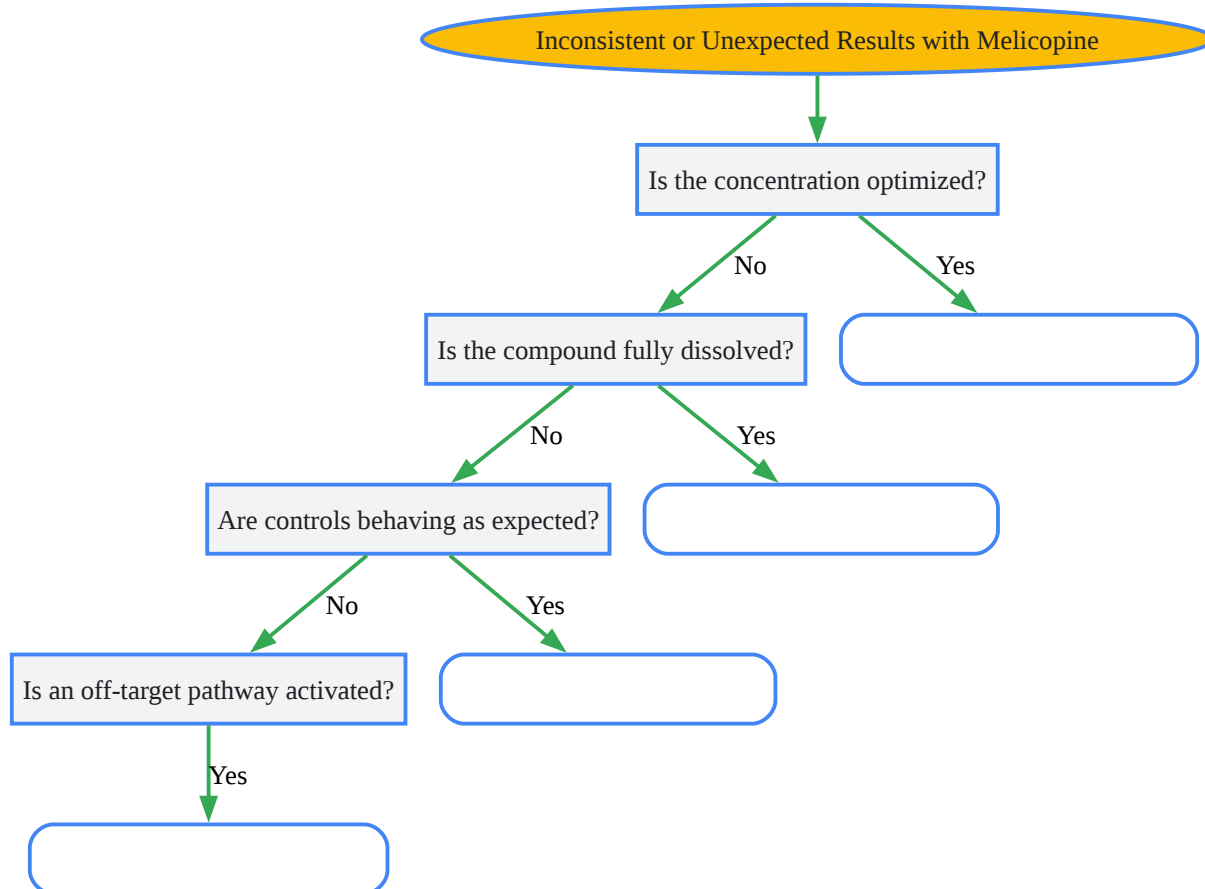 Inconsistent or Unexpected Results with Melicopine
Is the concentration optimized?
No
Yes
Is the compound fully dissolved?
No
Yes
Are controls behaving as expected?
No
Yes
Is an off-target pathway activated?
Yes